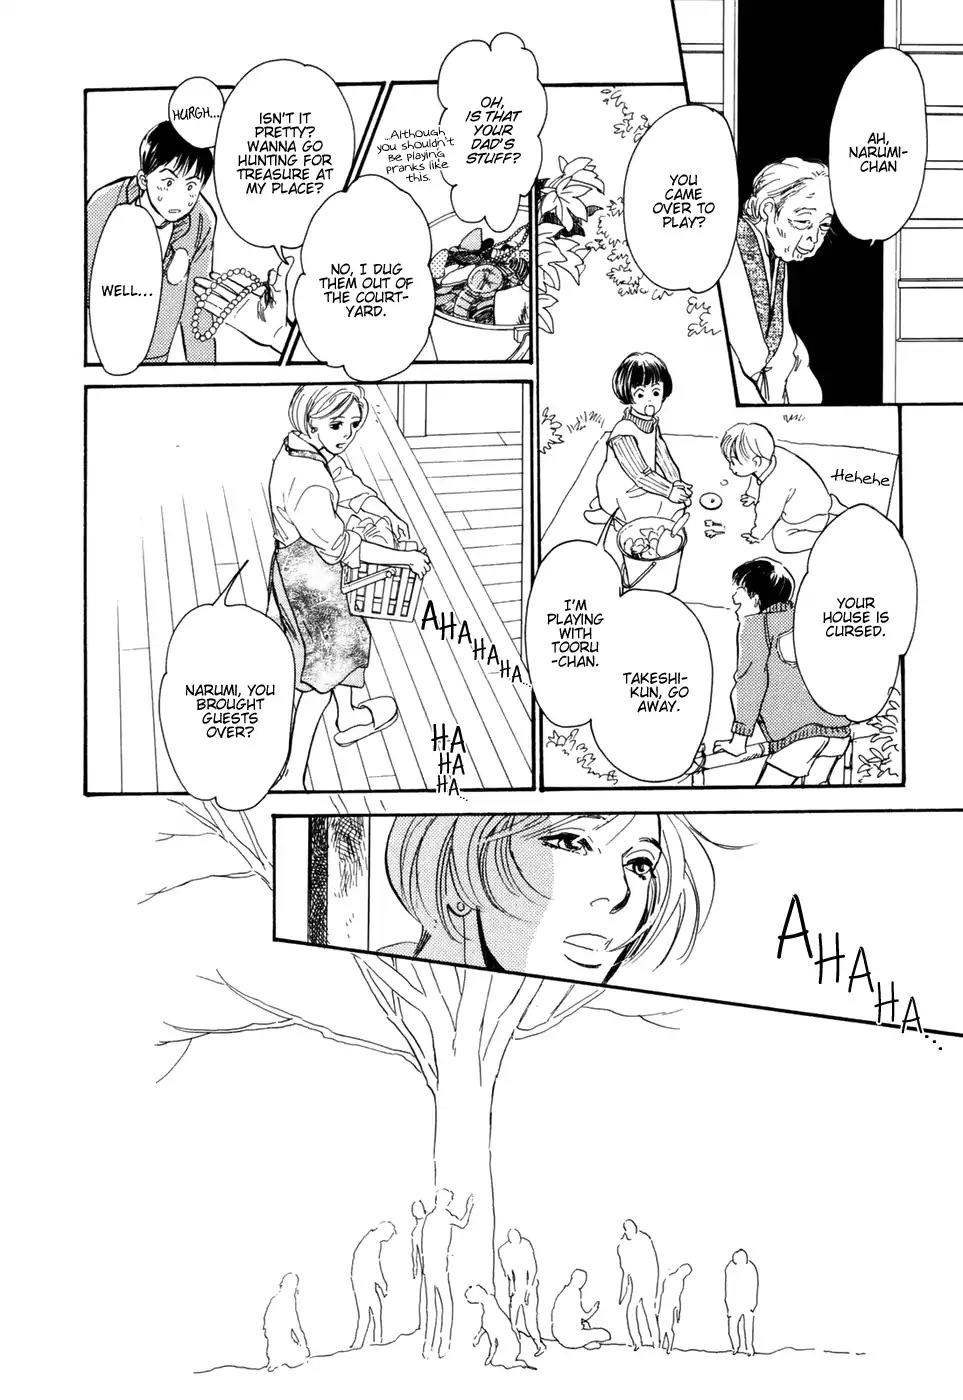 AH,
NARUMI-
CHAN
YOU
CAME
OVER TO
PLAY?
Hehehe
YOUR
HOUSE IS
CURSED.
I'M
PLAYING
WITH
TOORU
-CHAN.
TAKESHI-
KUN, GO
AWAY.
OH,
IS THAT
YOUR
DAD'S
STUFF?
...Although
you shouldn't
be playing
pranks like
this.
NO, I DUG
THEM OUT OF
THE COURT-
YARD.
ISN'T IT
PRETTY?
WANNA GO
HUNTING FOR
TREASURE AT
MY PLACE?
HURGH...
WELL...
AHAHAHA...
HA
HA
HA...
NARUMI, YOU
BROUGHT
GUESTS
OVER?
AHAHA...